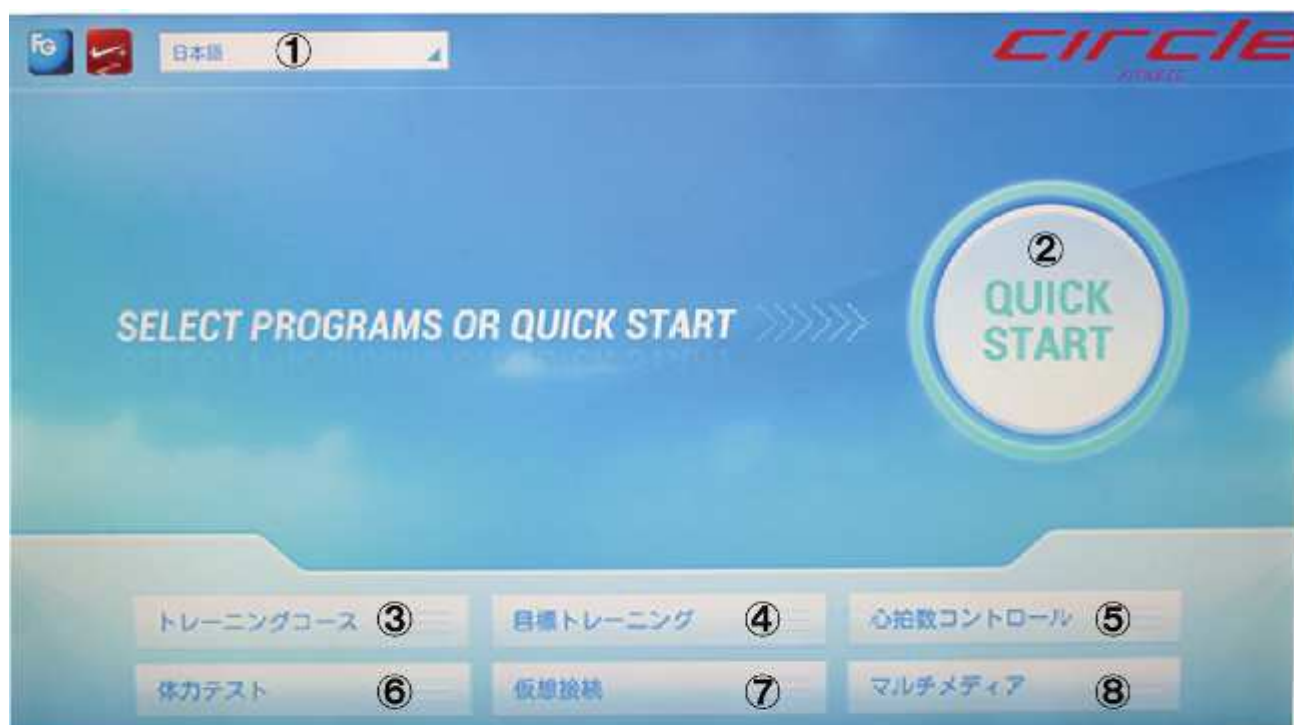 FG
日本語 ①
circle
FITNESS
②
QUICK
START
SELECT PROGRAMS OR QUICK START
トレーニングコース ③
目標トレーニング ④
心拍数コントロール ⑤
体力テスト ⑥
仮想接続 ⑦
マルチメディア ⑧